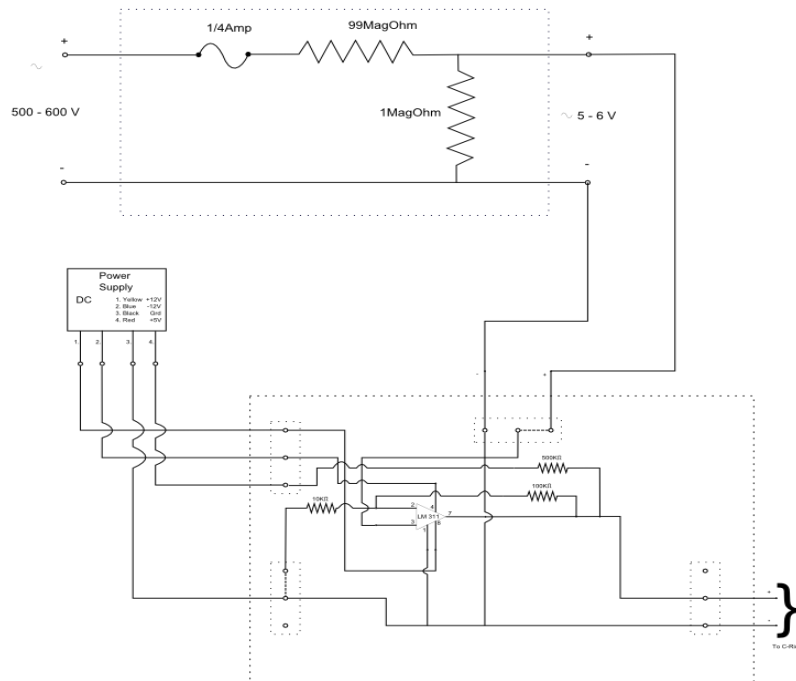 1/4Amp
99MagOhm
+
+
500 - 600 V
1MagOhm
5 - 6 V
-
-
Power
Supply
DC
1. Yellow +12V
2. Blue -12V
3. Black Grd
4. Red +5V
1.
2.
3.
4.
-
+
500KΩ
100KΩ
10KΩ
2
4
LM 311
7
3
8
1
+
-
}
To C-Rio